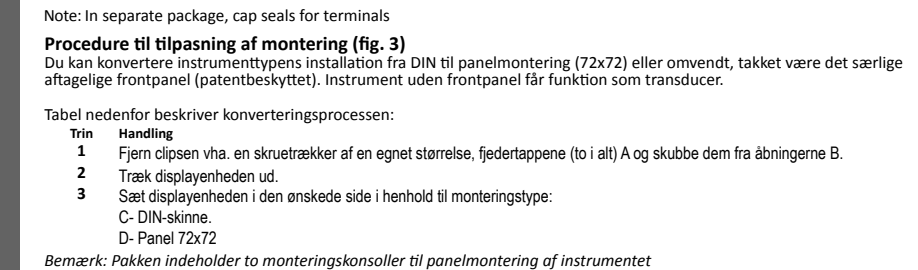 Note: In separate package, cap seals for terminals
Procedure til tilpasning af montering (fig. 3)
Du kan konvertere instrumenttypens installation fra DIN til panelmontering (72x72) eller omvendt, takket være det særlige
aftagelige frontpanel (patentbeskyttet). Instrument uden frontpanel får funktion som transducer.
Tabel nedenfor beskriver konverteringsprocessen:
Trin Handling
1 Fjern clipsen vha. en skruetrækker af en egnet størrelse, fjedertappene (to i alt) A og skubbe dem fra åbningerne B.
2 Træk displayenheden ud.
3 Sæt displayenheden i den ønskede side i henhold til monteringstype:
C- DIN-skinne.
D- Panel 72x72
Bemærk: Pakken indeholder to monteringskonsoller til panelmontering af instrumentet